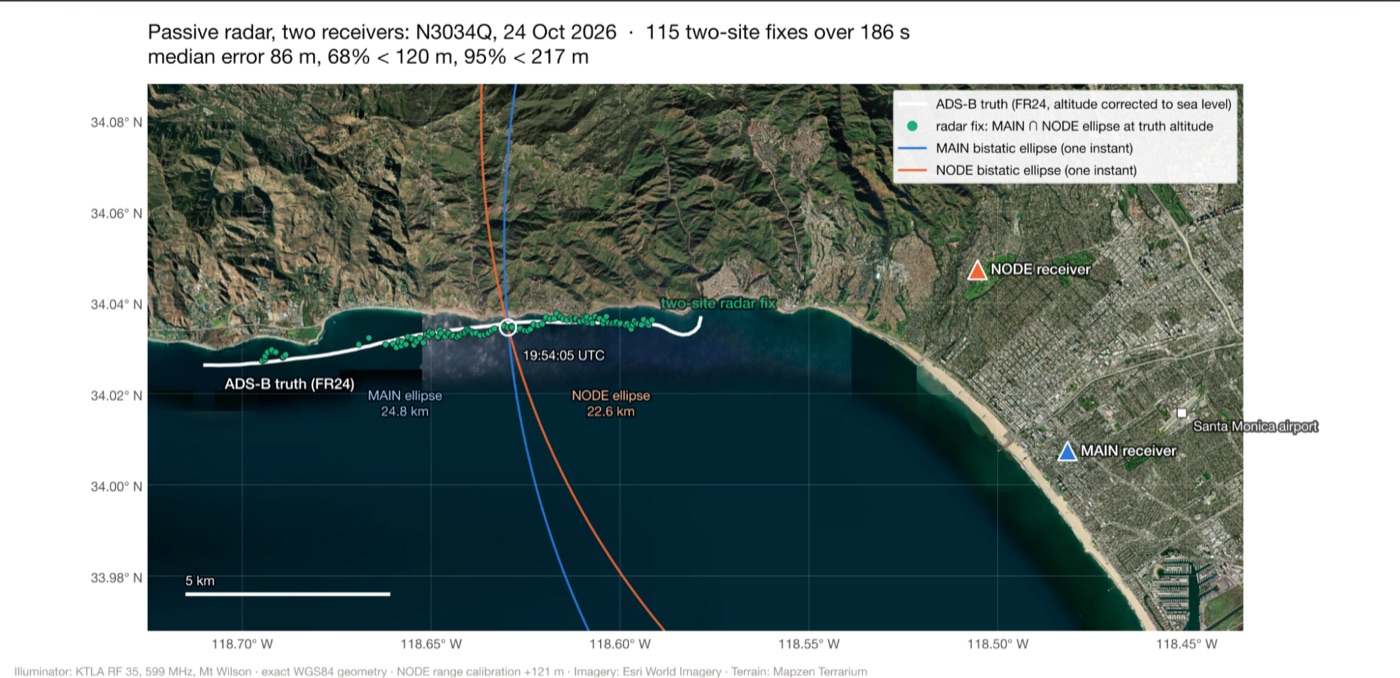 Passive radar, two receivers: N3034Q, 24 Oct 2026 · 115 two-site fixes over 186 s
median error 86 m, 68% < 120 m, 95% < 217 m
ADS-B truth (FR24, altitude corrected to sea level)
radar fix: MAIN ∩ NODE ellipse at truth altitude
MAIN bistatic ellipse (one instant)
NODE bistatic ellipse (one instant)
34.08° N
34.06° N
34.04° N
34.02° N
34.00° N
33.98° N
NODE receiver
two-site radar fix
19:54:05 UTC
ADS-B truth (FR24)
MAIN ellipse
24.8 km
NODE ellipse
22.6 km
Santa Monica airport
MAIN receiver
5 km
118.70° W
118.65° W
118.60° W
118.55° W
118.50° W
118.45° W
Illuminator: KTLA RF 35, 599 MHz, Mt Wilson · exact WGS84 geometry · NODE range calibration +121 m · Imagery: Esri World Imagery · Terrain: Mapzen Terrarium